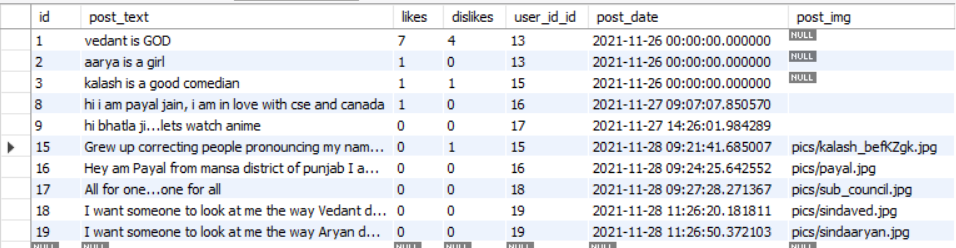 id post_text likes dislikes user_id_id post_date post_img
1 vedant is GOD 7 4 13 2021-11-26 00:00:00.000000 NULL
2 aarya is a girl 1 0 13 2021-11-26 00:00:00.000000 NULL
3 kalash is a good comedian 1 1 15 2021-11-26 00:00:00.000000 NULL
8 hi i am payal jain, i am in love with cse and canada 1 0 16 2021-11-27 09:07:07.850570
9 hi bhatla ji...lets watch anime 0 0 17 2021-11-27 14:26:01.984289
15 Grew up correcting people pronouncing my nam... 0 1 15 2021-11-28 09:21:41.685007 pics/kalash_befKZgk.jpg
16 Hey am Payal from mansa district of punjab I a... 0 0 16 2021-11-28 09:24:25.642552 pics/payal.jpg
17 All for one...one for all 0 0 18 2021-11-28 09:27:28.271367 pics/sub_council.jpg
18 I want someone to look at me the way Vedant d... 0 0 19 2021-11-28 11:26:20.181811 pics/sindaved.jpg
19 I want someone to look at me the way Aryan d... 0 0 19 2021-11-28 11:26:50.372103 pics/sindaaryan.jpg
NULL NULL NULL NULL NULL NULL NULL